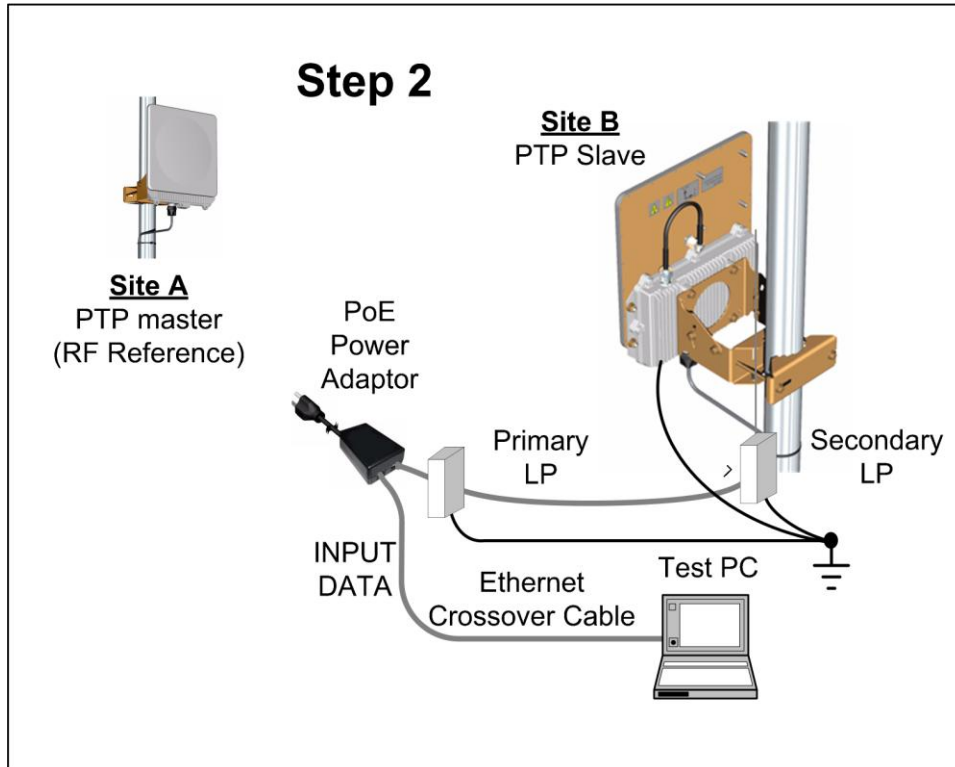 Step 2
Site A
PTP master
(RF Reference)
Site B
PTP Slave
PoE
Power
Adaptor
Primary
LP
Secondary
LP
INPUT
DATA
Ethernet
Crossover Cable
Test PC